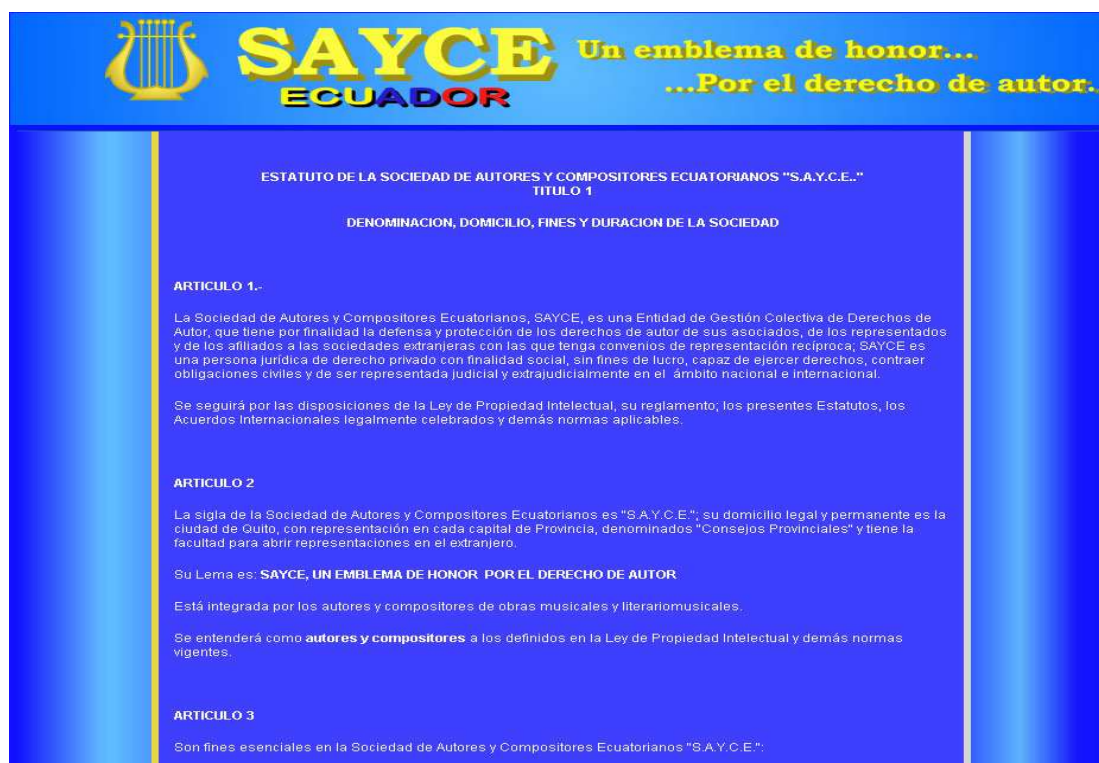 SAYCE
ECUADOR
Un emblema de honor...
...Por el derecho de autor.
ESTATUTO DE LA SOCIEDAD DE AUTORES Y COMPOSITORES ECUATORIANOS "S.A.Y.C.E.."
TITULO 1
DENOMINACION, DOMICILIO, FINES Y DURACION DE LA SOCIEDAD
ARTICULO 1.-
La Sociedad de Autores y Compositores Ecuatorianos, SAYCE, es una Entidad de Gestión Colectiva de Derechos de
Autor, que tiene por finalidad la defensa y protección de los derechos de autor de sus asociados, de los representados
y de los afiliados a las sociedades extranjeras con las que tenga convenios de representación recíproca; SAYCE es
una persona jurídica de derecho privado con finalidad social, sin fines de lucro, capaz de ejercer derechos, contraer
obligaciones civiles y de ser representada judicial y extrajudicialmente en el ámbito nacional e internacional.
Se seguirá por las disposiciones de la Ley de Propiedad Intelectual, su reglamento; los presentes Estatutos, los
Acuerdos Internacionales legalmente celebrados y demás normas aplicables.
ARTICULO 2
La sigla de la Sociedad de Autores y Compositores Ecuatorianos es "S.A.Y.C.E."; su domicilio legal y permanente es la
ciudad de Quito, con representación en cada capital de Provincia, denominados "Consejos Provinciales" y tiene la
facultad para abrir representaciones en el extranjero.
Su Lema es: SAYCE, UN EMBLEMA DE HONOR POR EL DERECHO DE AUTOR
Está integrada por los autores y compositores de obras musicales y literariomusicales.
Se entenderá como autores y compositores a los definidos en la Ley de Propiedad Intelectual y demás normas
vigentes.
ARTICULO 3
Son fines esenciales en la Sociedad de Autores y Compositores Ecuatorianos "S.A.Y.C.E.":